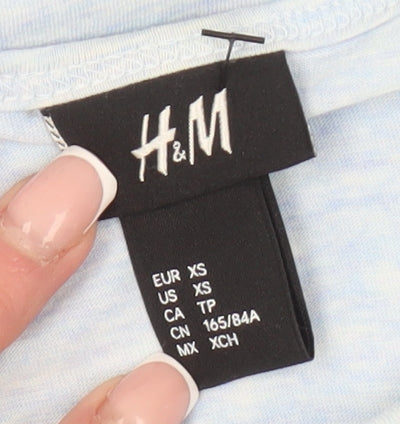 H&M
EUR XS
US XS
CA TP
CN 165/84A
MX XCH